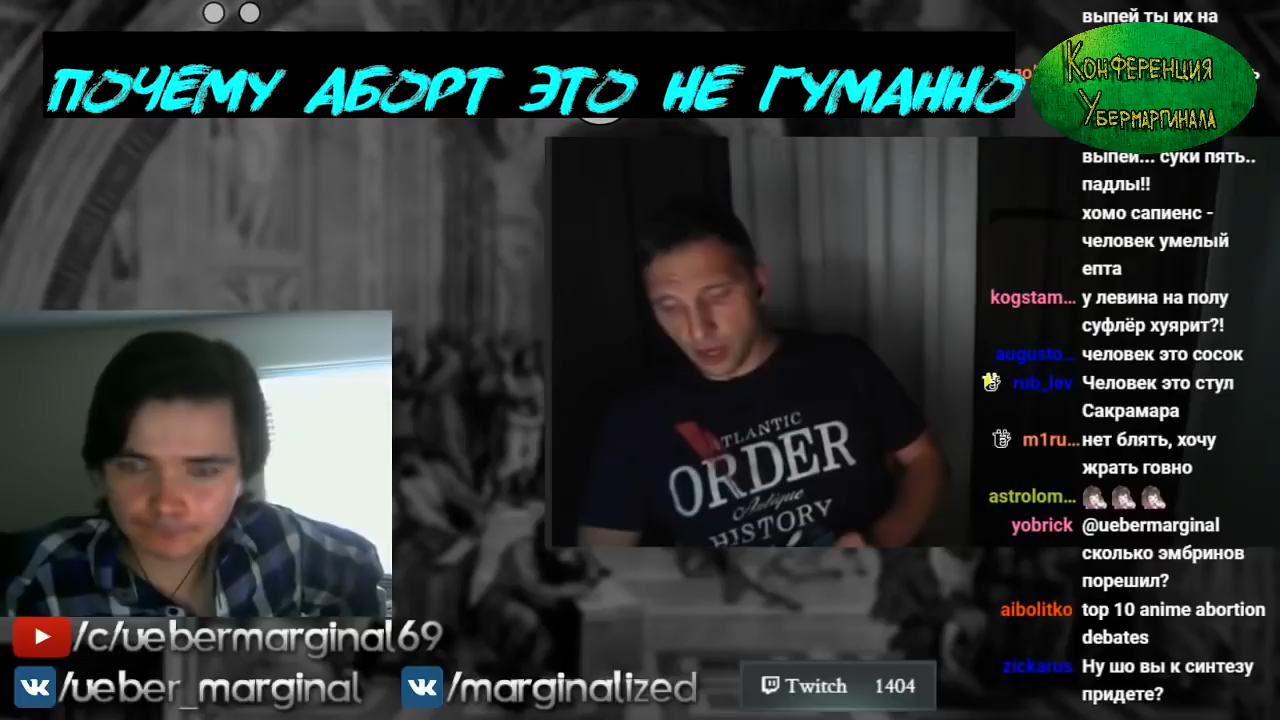 ПОЧЕМУ АБОРТ ЭТО НЕ ГУМАННО
КОНФЕРЕНЦИЯ
УБЕРМАРГИНАЛА
выпей ты их на
выпей... суки пять..
падлы!!
хомо сапиенс -
человек умелый
епта
kogstam... у левина на полу
суфлёр хуярит?!
augusto... человек это сосок
rub_lev Человек это стул
Сакрамара
m1ru... нет блять, хочу
жрать говно
astrolom...
yobrick @uebermarginal
сколько эмбринов
порешил?
aibolitko top 10 anime abortion
debates
zickarus Ну шо вы к синтезу
придете?
ATLANTIC
ORDER
Antique
HISTORY
/c/uebermarginal69
/ueber_marginal
/marginalized
Twitch 1404